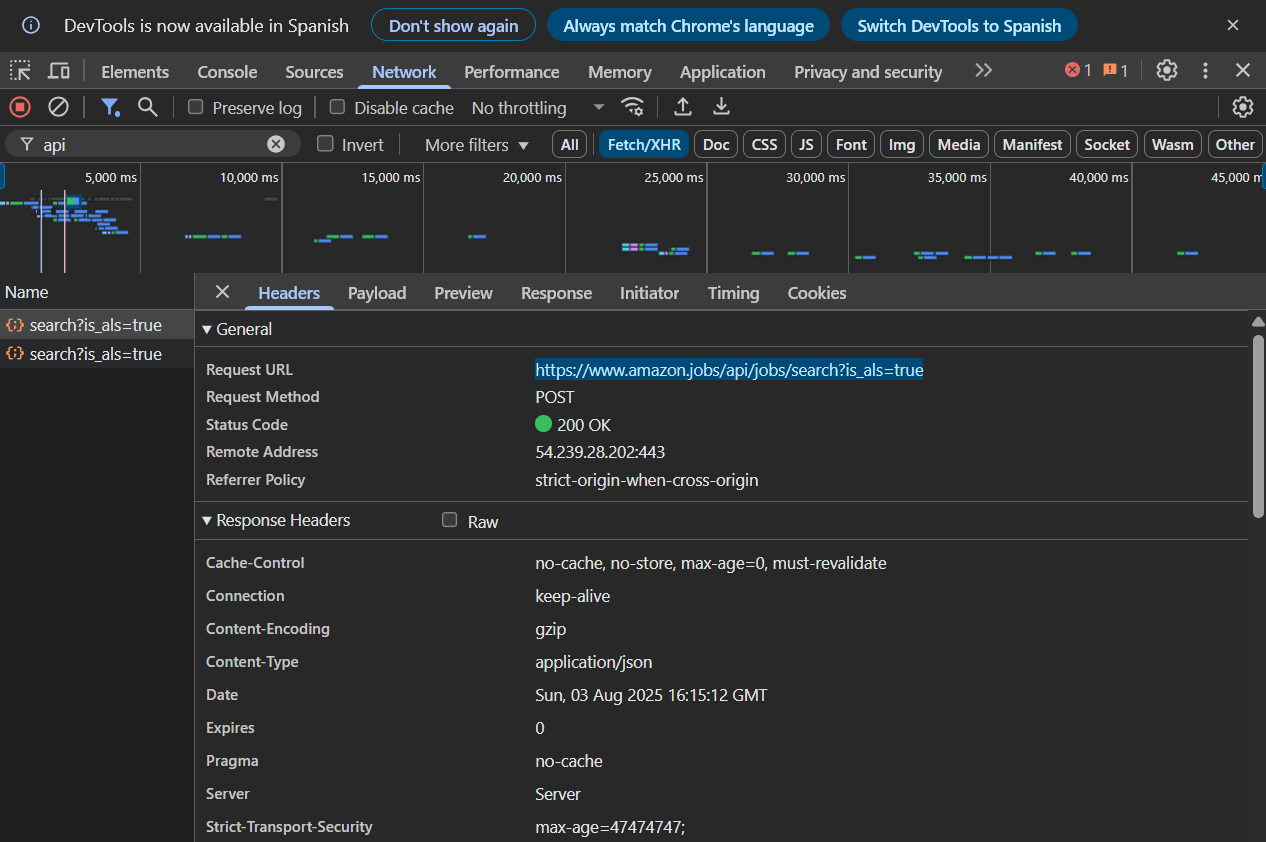 DevTools is now available in Spanish Don't show again Always match Chrome's language Switch DevTools to Spanish
Elements Console Sources Network Performance Memory Application Privacy and security 1 1
Preserve log Disable cache No throttling
api Invert More filters All Fetch/XHR Doc CSS JS Font Img Media Manifest Socket Wasm Other
5,000 ms 10,000 ms 15,000 ms 20,000 ms 25,000 ms 30,000 ms 35,000 ms 40,000 ms 45,000 m
Name Headers Payload Preview Response Initiator Timing Cookies
search?is_als=true
search?is_als=true
General
Request URL https://www.amazon.jobs/api/jobs/search?is_als=true
Request Method POST
Status Code 200 OK
Remote Address 54.239.28.202:443
Referrer Policy strict-origin-when-cross-origin
Response Headers Raw
Cache-Control no-cache, no-store, max-age=0, must-revalidate
Connection keep-alive
Content-Encoding gzip
Content-Type application/json
Date Sun, 03 Aug 2025 16:15:12 GMT
Expires 0
Pragma no-cache
Server Server
Strict-Transport-Security max-age=47474747;